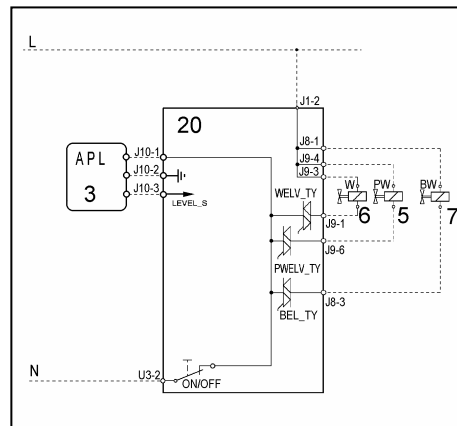 L
J1-2
20
J8-1
J9-4
J9-3
APL
3
J10-1
J10-2
J10-3
LEVEL_S
W
PW
BW
WELV_TY
6
5
7
J9-1
PWELV_TY
J9-6
BEL_TY
J8-3
N
U3-2
ON/OFF